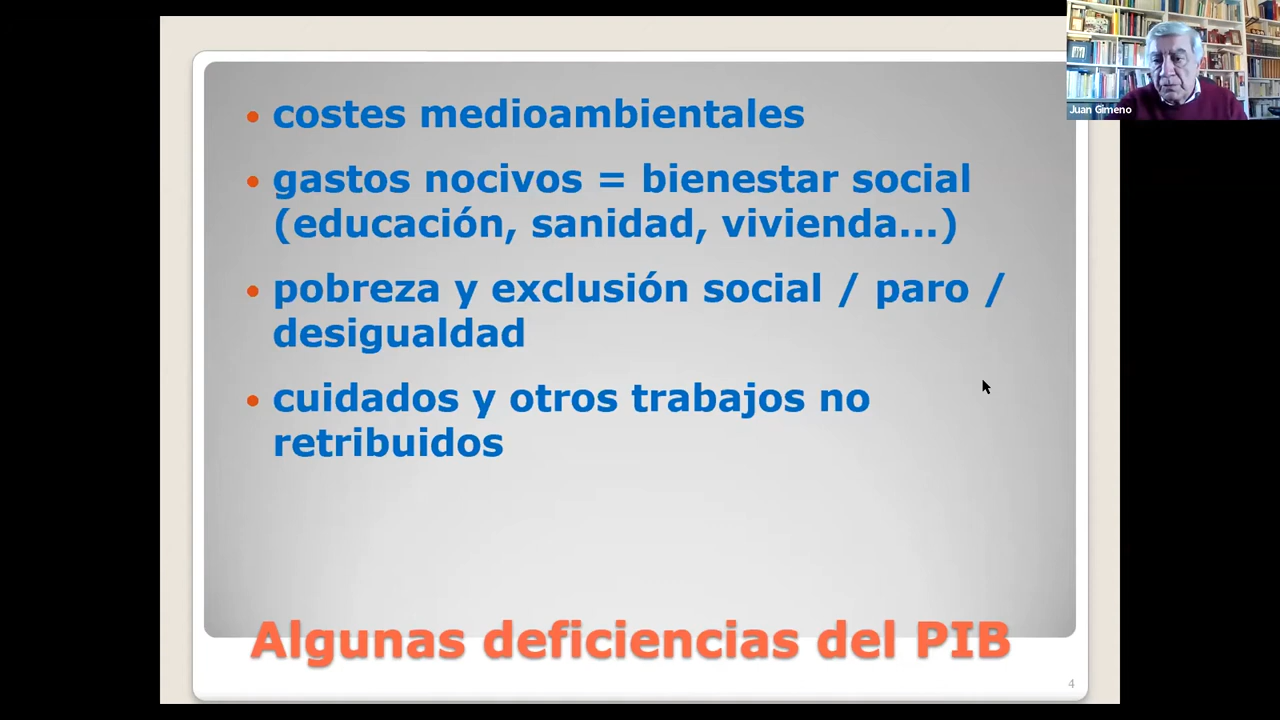 costes medioambientales
gastos nocivos = bienestar social
(educación, sanidad, vivienda...)
pobreza y exclusión social / paro /
desigualdad
cuidados y otros trabajos no
retribuidos
Algunas deficiencias del PIB
4
Juan Gimeno